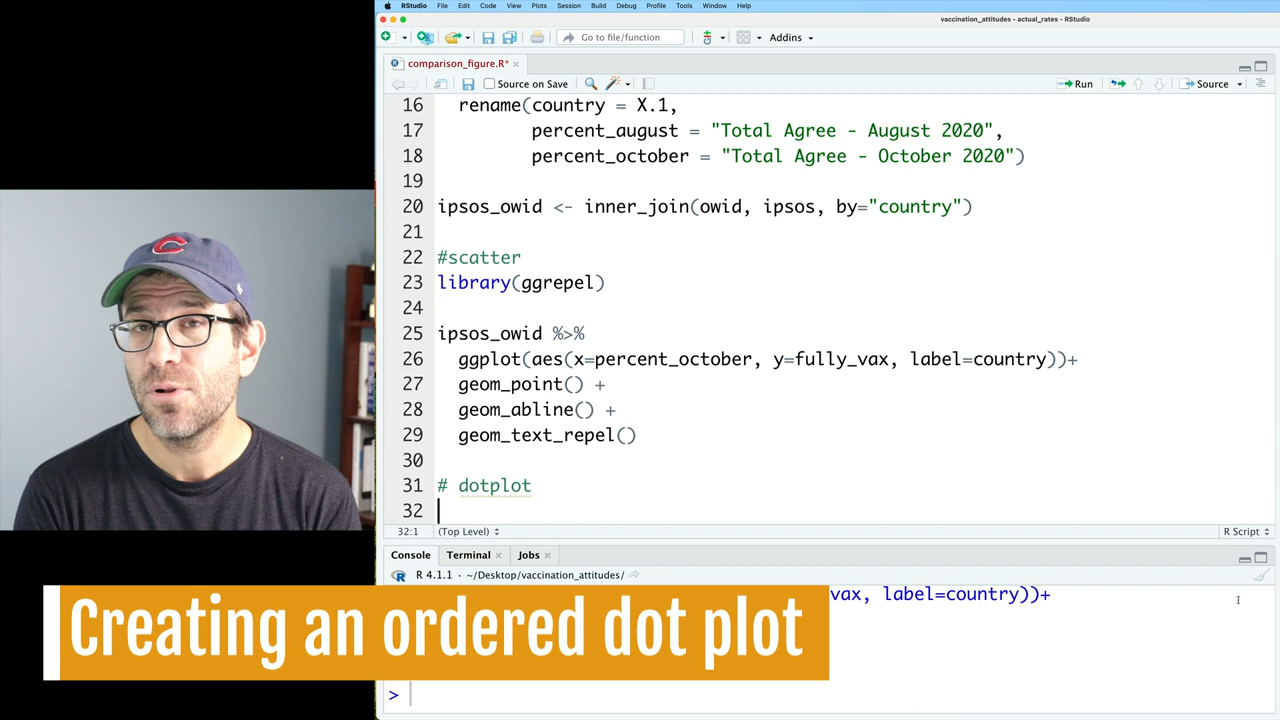 RStudio File Edit Code View Plots Session Build Debug Profile Tools Window Help
vaccination_attitudes - actual_rates - RStudio
Go to file/function Addins
comparison_figure.R*
Source on Save Run Source
16 rename(country = X.1,
17 percent_august = "Total Agree - August 2020",
18 percent_october = "Total Agree - October 2020")
19
20 ipsos_owid <- inner_join(owid, ipsos, by="country")
21
22 #scatter
23 library(ggrepel)
24
25 ipsos_owid %>%
26 ggplot(aes(x=percent_october, y=fully_vax, label=country))+
27 geom_point() +
28 geom_abline() +
29 geom_text_repel()
30
31 # dotplot
32
32:1 (Top Level) R Script
Console Terminal Jobs
R R 4.1.1 · ~/Desktop/vaccination_attitudes/
vax, label=country))+
>
C
Creating an ordered dot plot